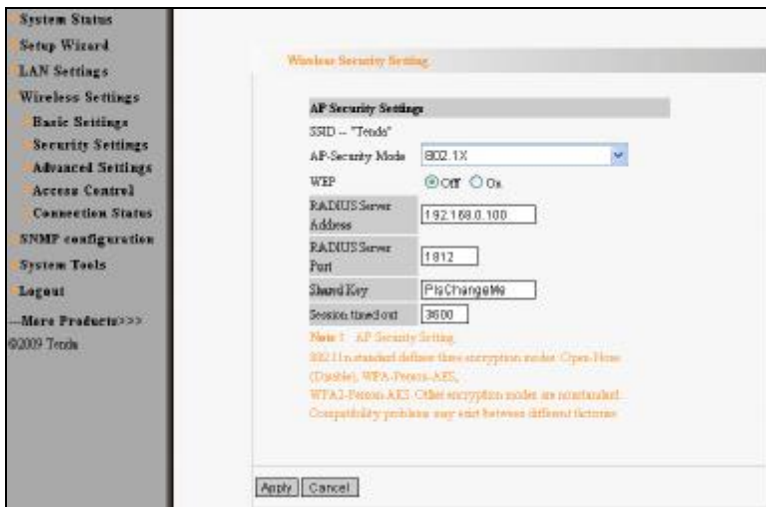 System Status
Setup Wizard
LAN Settings
Wireless Settings
Basic Settings
Security Settings
Advanced Settings
Access Control
Connection Status
SNMP configuration
System Tools
Logout
---More Products>>>
©2009 Tenda
Wireless Security Setting
AP Security Settings
SSID -- "Tenda"
AP-Security Mode 802.1X
WEP Off On
RADIUS Server
Address
192.168.0.100
RADIUS Server
Port
1812
Shared Key PlsChangeMe
Session timed out 3600
Note ! AP Security Setting
802.11n standard defines three encryption modes: Open-None
(Disable), WPA-Person-AES,
WPA2-Person-AES. Other encryption modes are nonstandard.
Compatibility problems may exist between different
Apply Cancel